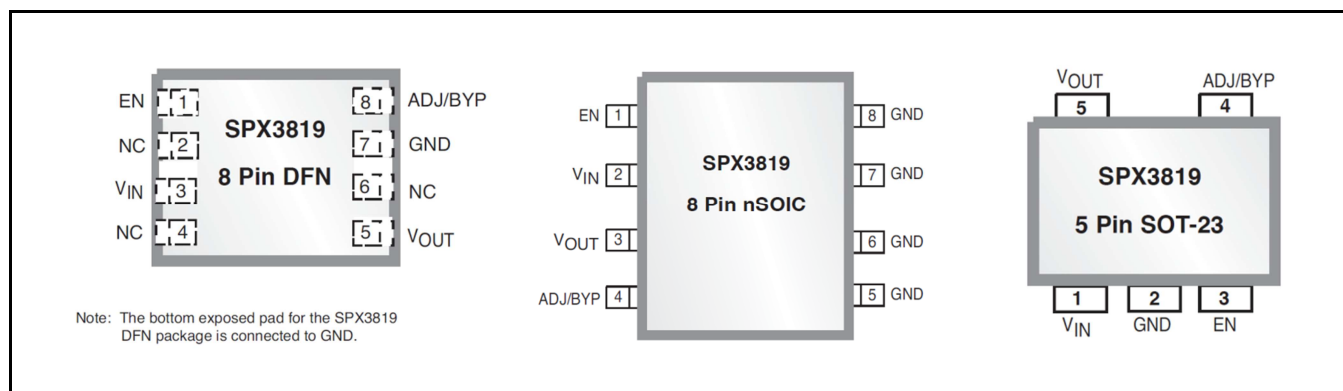 EN 1
NC 2
VIN 3
NC 4
SPX3819
8 Pin DFN
8 ADJ/BYP
7 GND
6 NC
5 VOUT
Note: The bottom exposed pad for the SPX3819
DFN package is connected to GND.
EN 1
VIN 2
VOUT 3
ADJ/BYP 4
SPX3819
8 Pin nSOIC
8 GND
7 GND
6 GND
5 GND
VOUT ADJ/BYP
5 4
SPX3819
5 Pin SOT-23
1 2 3
VIN GND EN